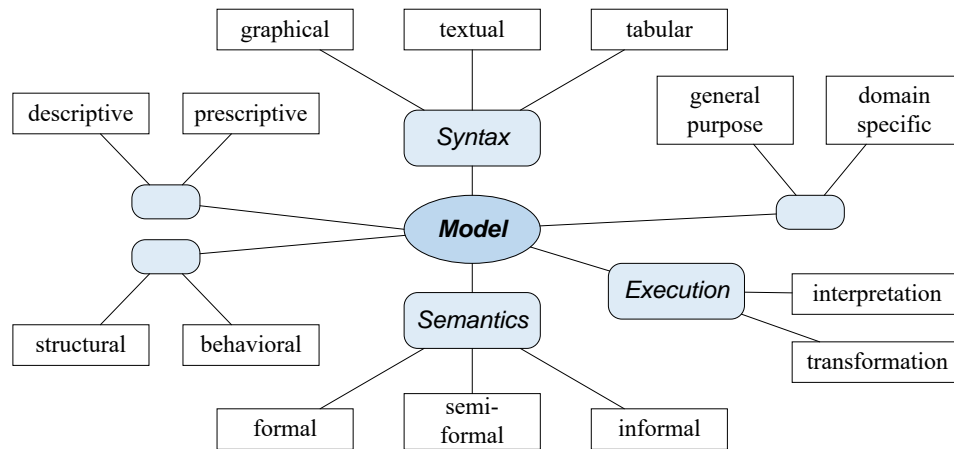 graphical
textual
tabular
descriptive
prescriptive
general
purpose
domain
specific
Syntax
Model
Execution
interpretation
Semantics
structural
behavioral
transformation
formal
semi-
formal
informal